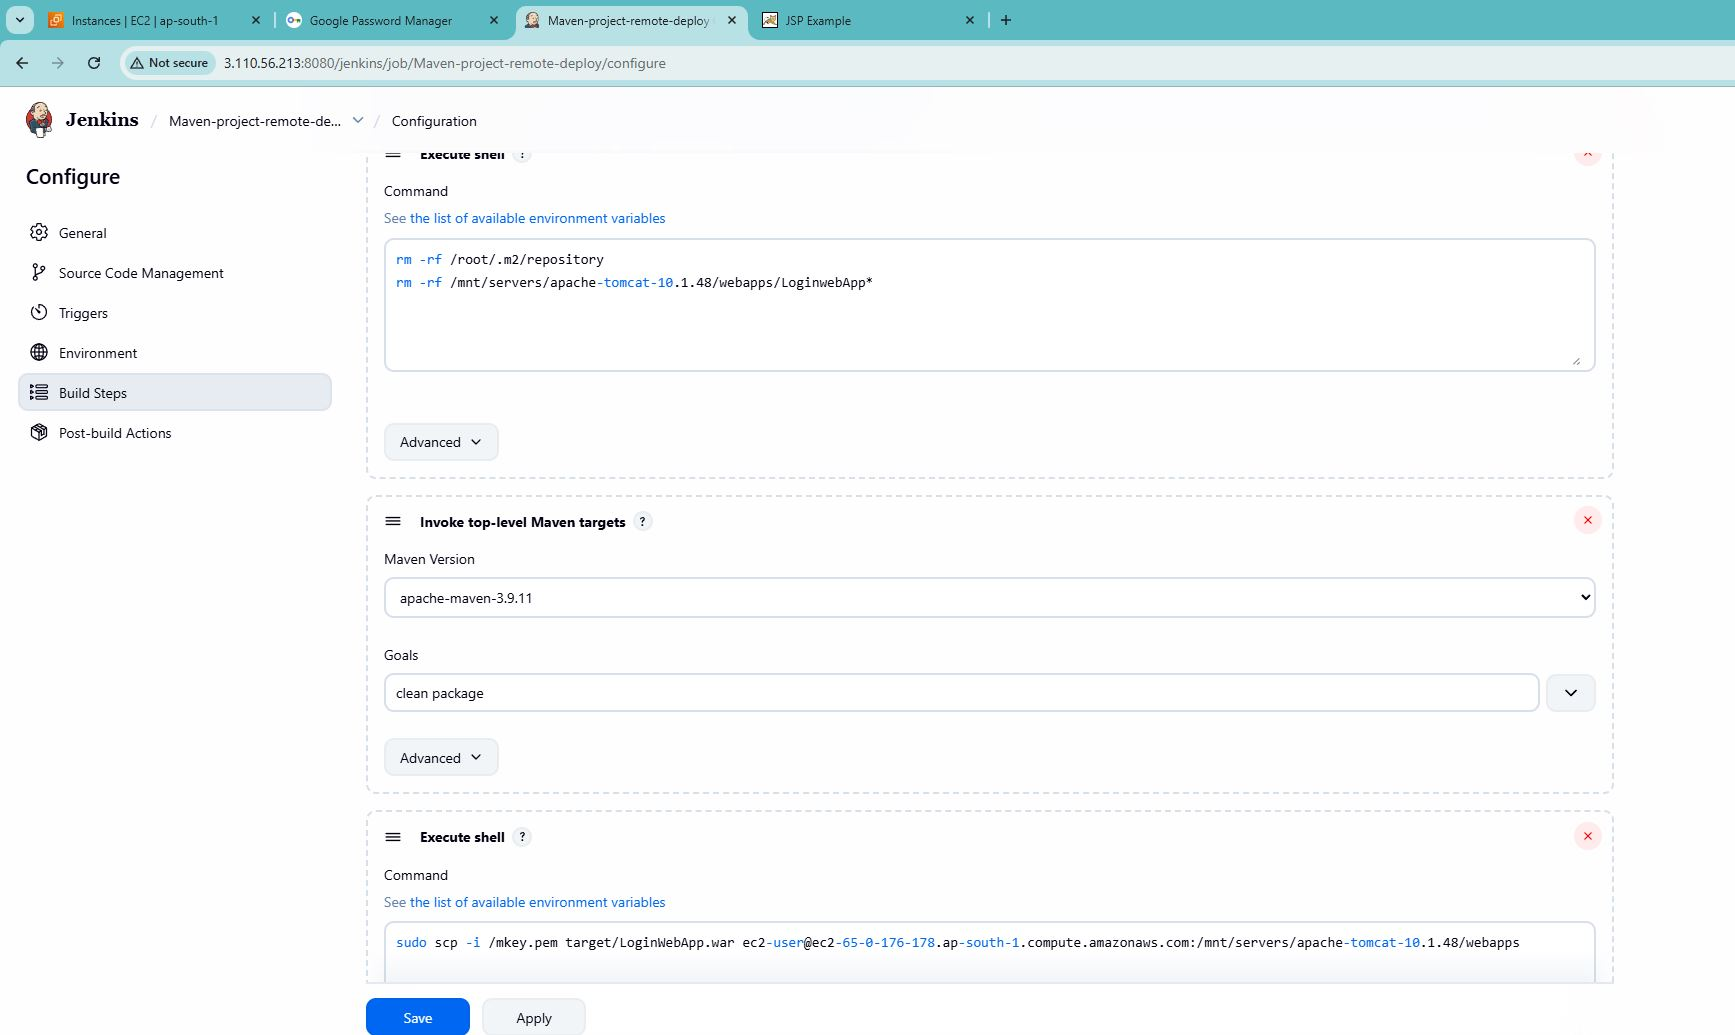 Instances | EC2 | ap-south-1
Google Password Manager
Maven-project-remote-deploy
JSP Example
Not secure
3.110.56.213:8080/jenkins/job/Maven-project-remote-deploy/configure
Jenkins / Maven-project-remote-de... / Configuration
Configure
General
Source Code Management
Triggers
Environment
Build Steps
Post-build Actions
Execute shell ?
Command
See the list of available environment variables
rm -rf /root/.m2/repository
rm -rf /mnt/servers/apache-tomcat-10.1.48/webapps/LoginwebApp*
Advanced
Invoke top-level Maven targets ?
Maven Version
apache-maven-3.9.11
Goals
clean package
Advanced
Execute shell ?
Command
See the list of available environment variables
sudo scp -i /mkey.pem target/LoginWebApp.war ec2-user@ec2-65-0-176-178.ap-south-1.compute.amazonaws.com:/mnt/servers/apache-tomcat-10.1.48/webapps
Save
Apply